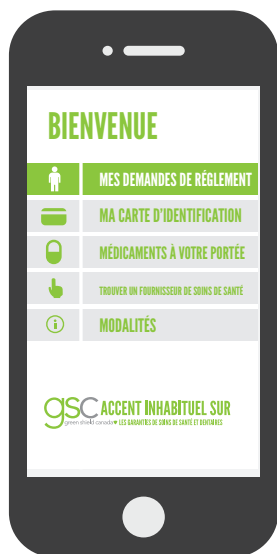 BIENVENUE
MES DEMANDES DE RÉGLEMENT
MA CARTE D'IDENTIFICATION
MÉDICAMENTS À VOTRE PORTÉE
TROUVER UN FOURNISSEUR DE SOINS DE SANTÉ
MODALITÉS
gsc ACCENT INHABITUEL SUR
green shield canada LES GARANTIES DE SOINS DE SANTÉ ET DENTAIRES